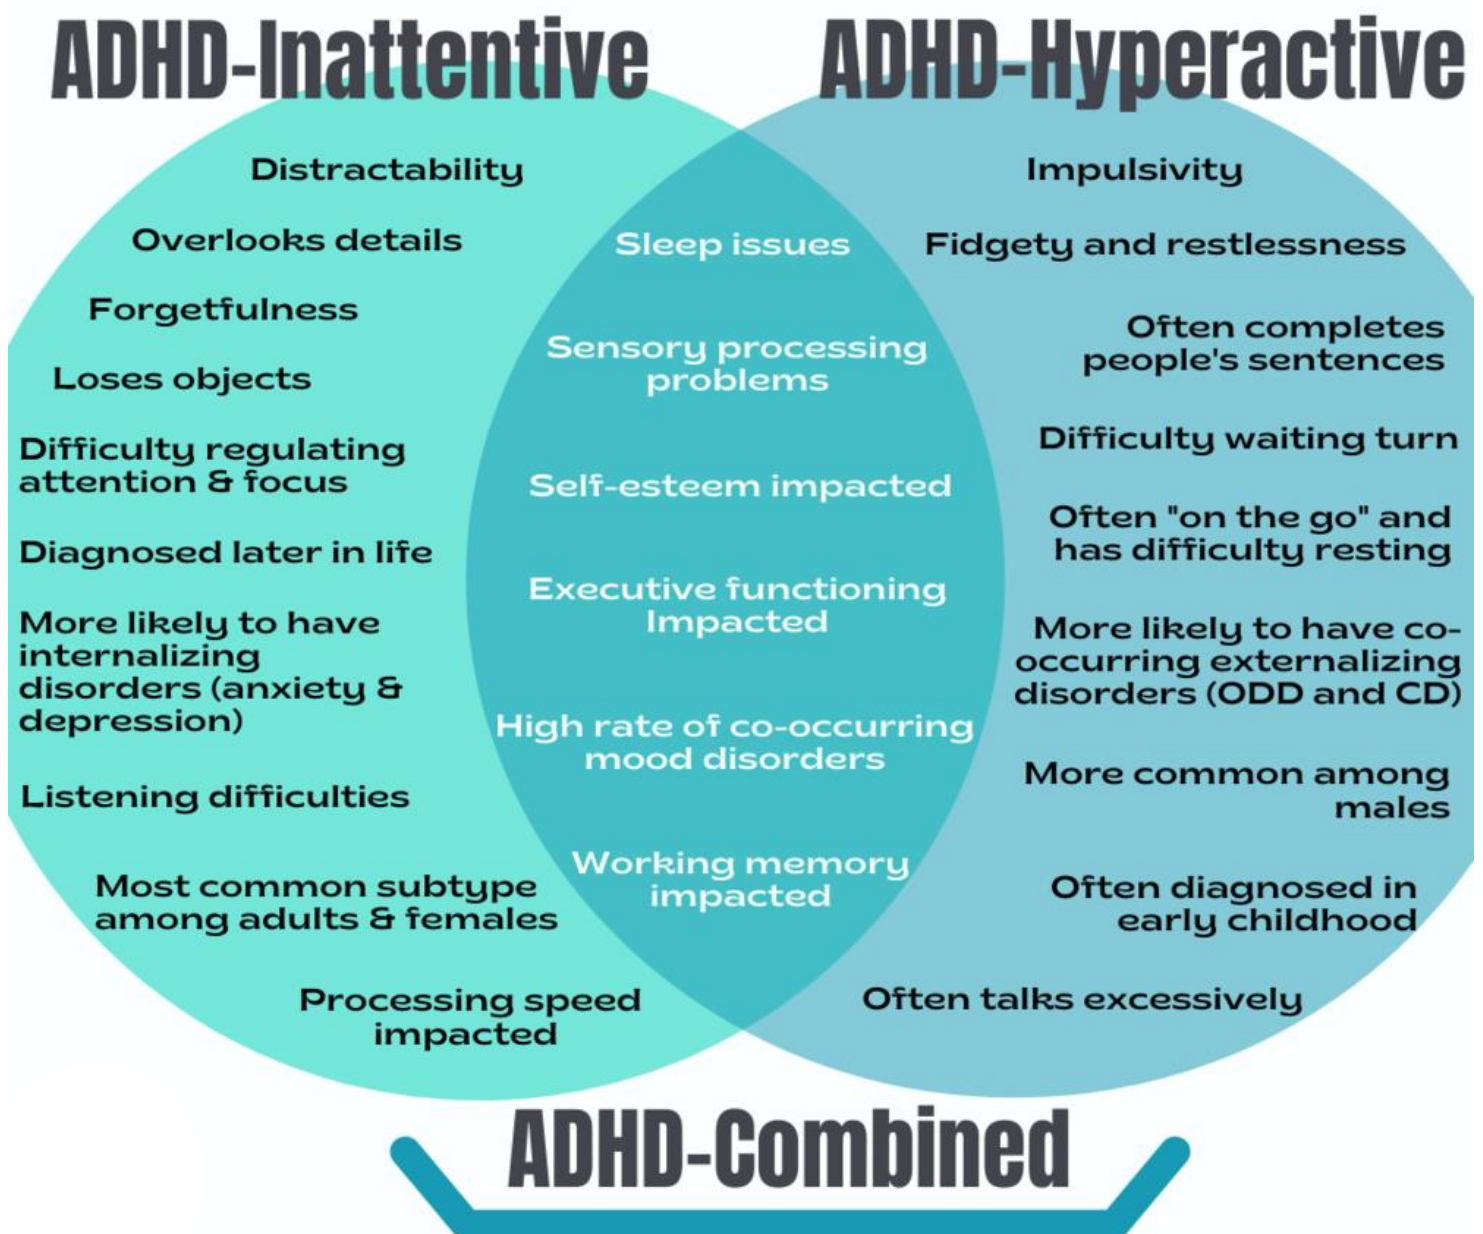 ADHD-Inattentive
Distractability
Overlooks details
Forgetfulness
Loses objects
Difficulty regulating
attention & focus
Diagnosed later in life
More likely to have
internalizing
disorders (anxiety &
depression)
Listening difficulties
Most common subtype
among adults & females
Processing speed
impacted
Sleep issues
Sensory processing
problems
Self-esteem impacted
Executive functioning
Impacted
High rate of co-occurring
mood disorders
Working memory
impacted
ADHD-Hyperactive
Impulsivity
Fidgety and restlessness
Often completes
people's sentences
Difficulty waiting turn
Often "on the go" and
has difficulty resting
More likely to have co-
occurring externalizing
disorders (ODD and CD)
More common among
males
Often diagnosed in
early childhood
Often talks excessively
ADHD-Combined